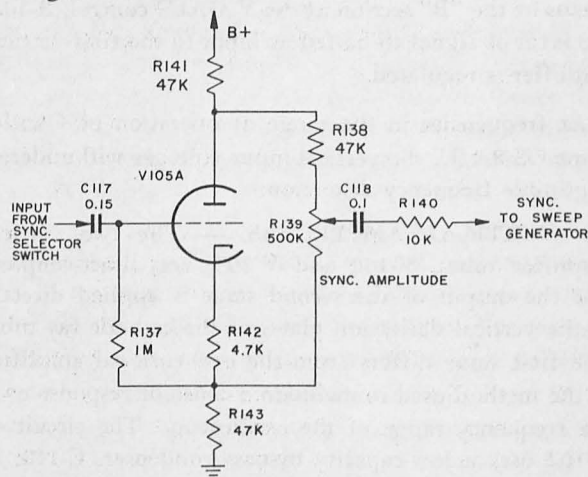 B+
R141
47K
R138
47K
V105A
C117
0.15
C118
0.1
R140
10K
INPUT
FROM
SYNC.
SELECTOR
SWITCH
R139
500K
SYNC.
TO SWEEP
GENERATOR
SYNC. AMPLITUDE
R137
1M
R142
4.7K
R143
47K